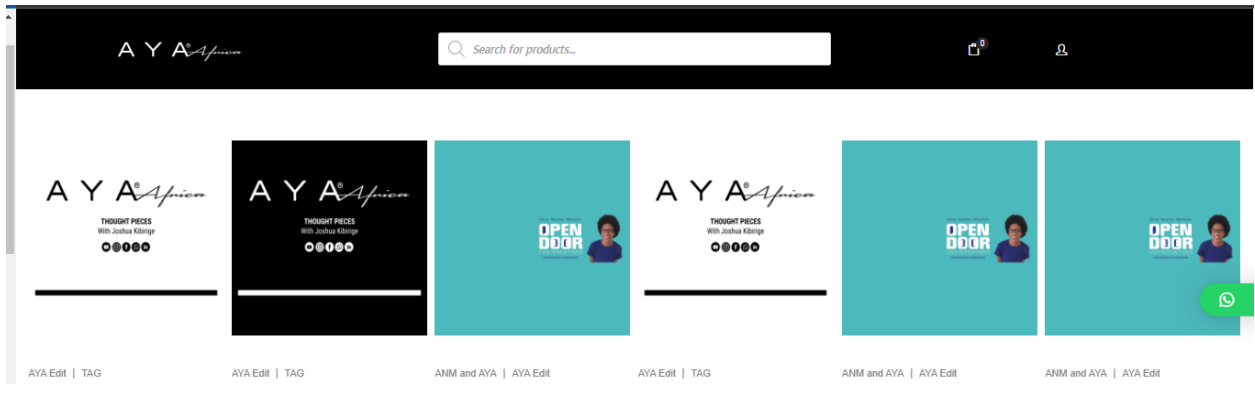 A Y A® Africa
Search for products...
0
A Y A® Africa
THOUGHT PIECES
With Joshua Kibirige
A Y A® Africa
THOUGHT PIECES
With Joshua Kibirige
OPEN
DOOR
A Y A® Africa
THOUGHT PIECES
With Joshua Kibirige
OPEN
DOOR
OPEN
DOOR
AYA Edit | TAG
AYA Edit | TAG
ANM and AYA | AYA Edit
AYA Edit | TAG
ANM and AYA | AYA Edit
ANM and AYA | AYA Edit